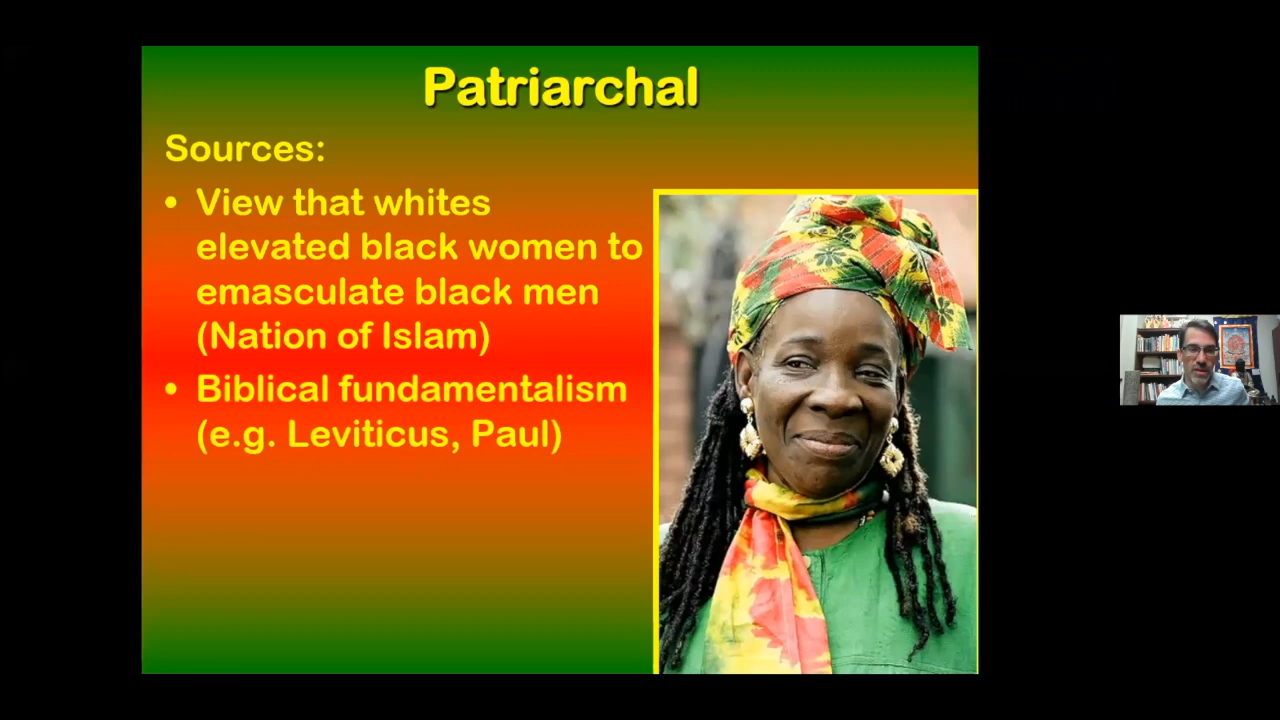 Patriarchal
Sources:
• View that whites
elevated black women to
emasculate black men
(Nation of Islam)
• Biblical fundamentalism
(e.g. Leviticus, Paul)